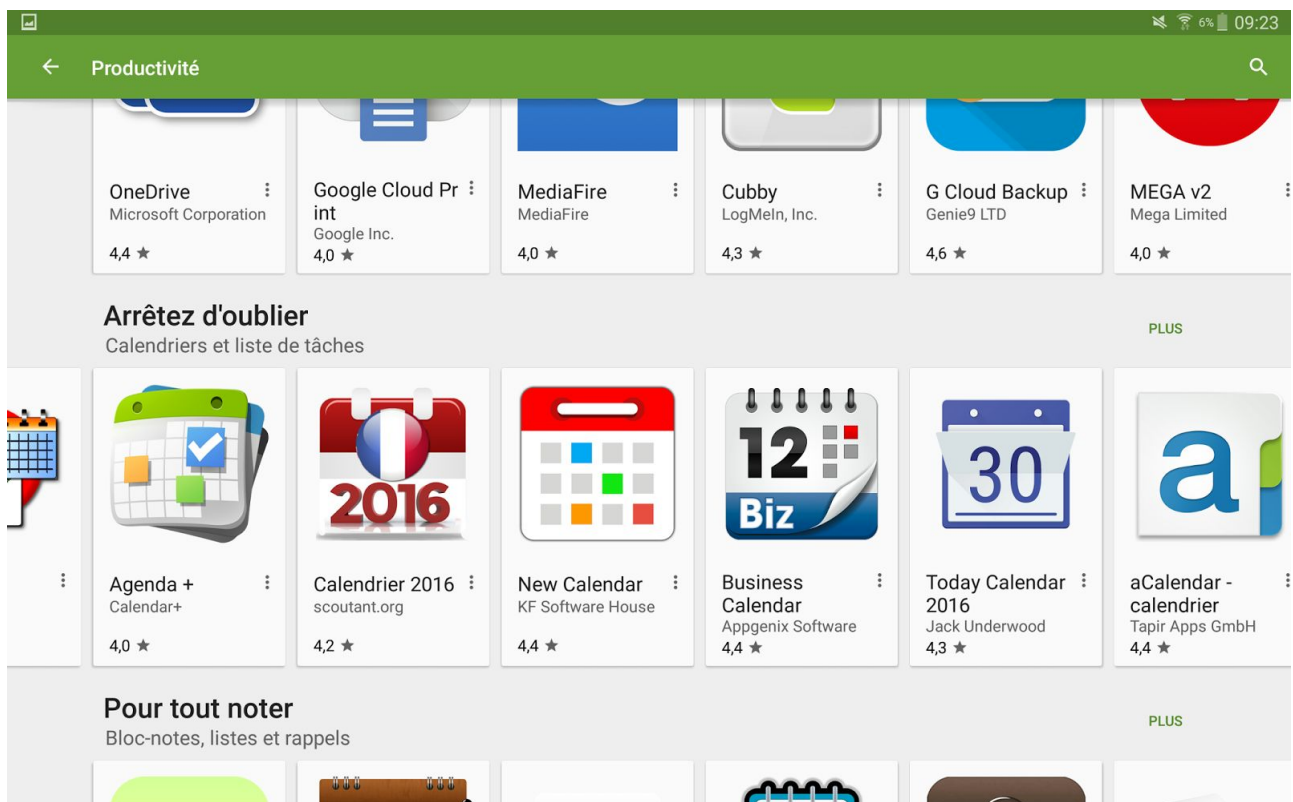 6% 09:23
Productivité
OneDrive
Microsoft Corporation
4,4
Google Cloud Pr
int
Google Inc.
4,0
MediaFire
MediaFire
4,0
Cubby
LogMeIn, Inc.
4,3
G Cloud Backup
Genie9 LTD
4,6
MEGA v2
Mega Limited
4,0
Arrêtez d'oublier
Calendriers et liste de tâches
PLUS
Agenda +
Calendar+
4,0
2016
Calendrier 2016
scoutant.org
4,2
New Calendar
KF Software House
4,4
12
Biz
Business
Calendar
Appgenix Software
4,4
30
Today Calendar
2016
Jack Underwood
4,3
a
aCalendar -
calendrier
Tapir Apps GmbH
4,4
Pour tout noter
Bloc-notes, listes et rappels
PLUS